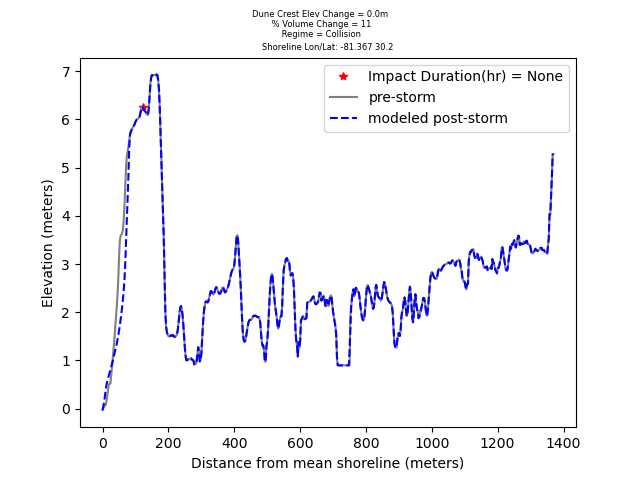 Dune Crest Elev Change = 0.0m
% Volume Change = 11
Regime = Collision
Shoreline Lon/Lat: -81.367 30.2
Impact Duration(hr) = None
pre-storm
modeled post-storm
7
6
5
4
3
2
1
0
Elevation (meters)
0 200 400 600 800 1000 1200 1400
Distance from mean shoreline (meters)